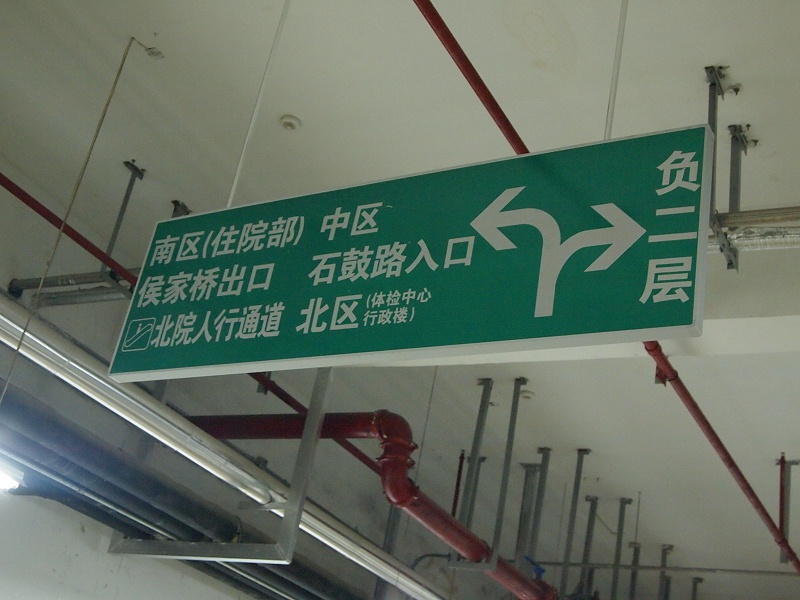 南区(住院部) 中区
侯家桥出口 石鼓路入口
北院人行通道 北区(体检中心
行政楼)
负二层